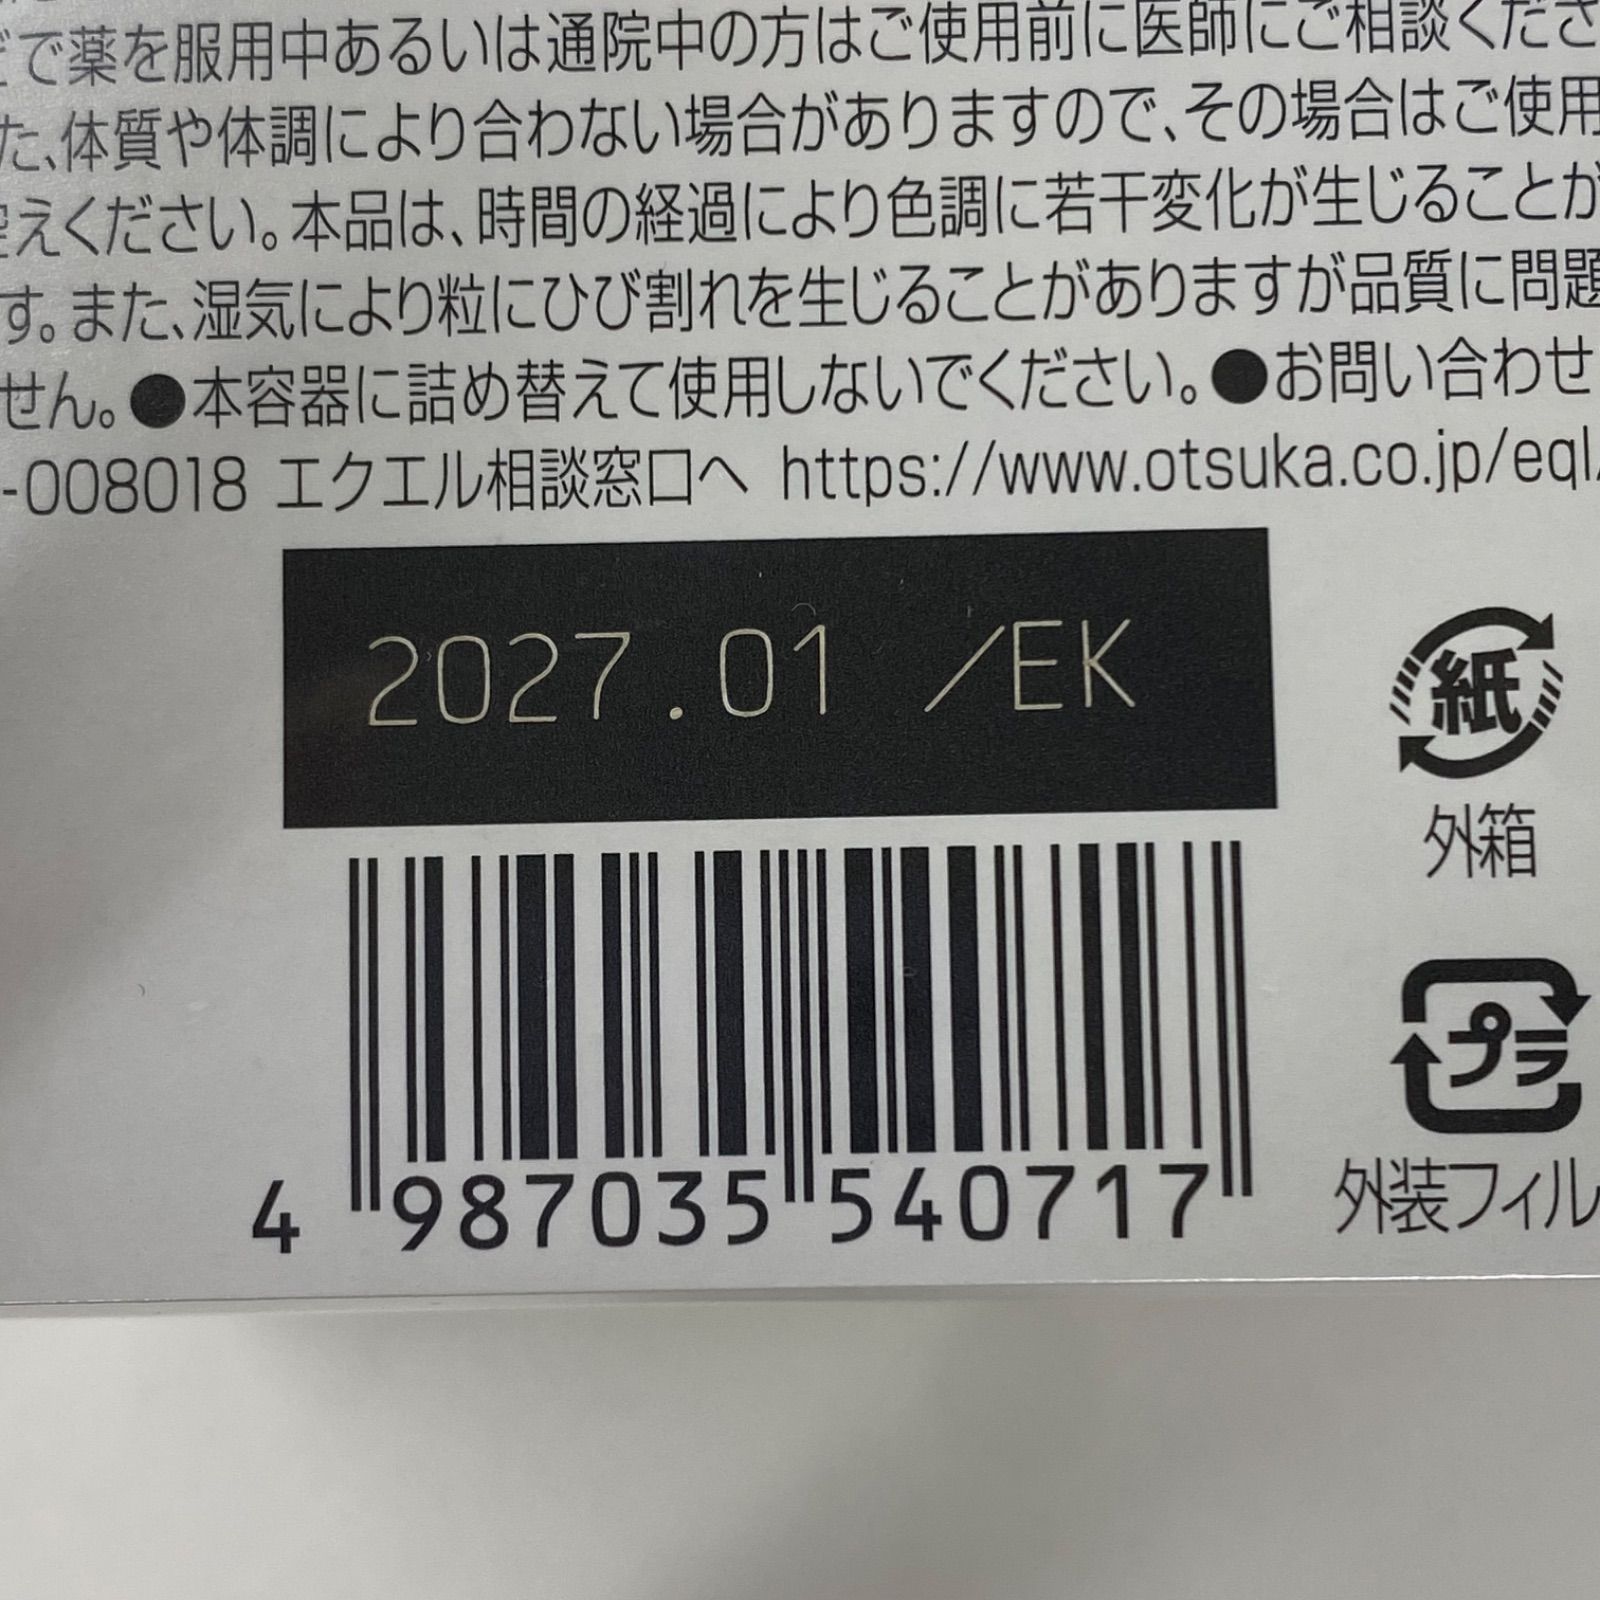 で薬を服用中あるいは通院中の方はご使用前に医師にご相談くださ
た、体質や体調により合わない場合がありますので、その場合はご使用
控えください。本品は、時間の経過により色調に若干変化が生じることが
す。また、湿気により粒にひび割れを生じることがありますが品質に問題
せん。●本容器に詰め替えて使用しないでください。●お問い合わせ
-008018 エクエル相談窓口へ https://www.otsuka.co.jp/eql/
2027.01 /EK
紙
外箱
プラ
外装フィル
4 987035 540717